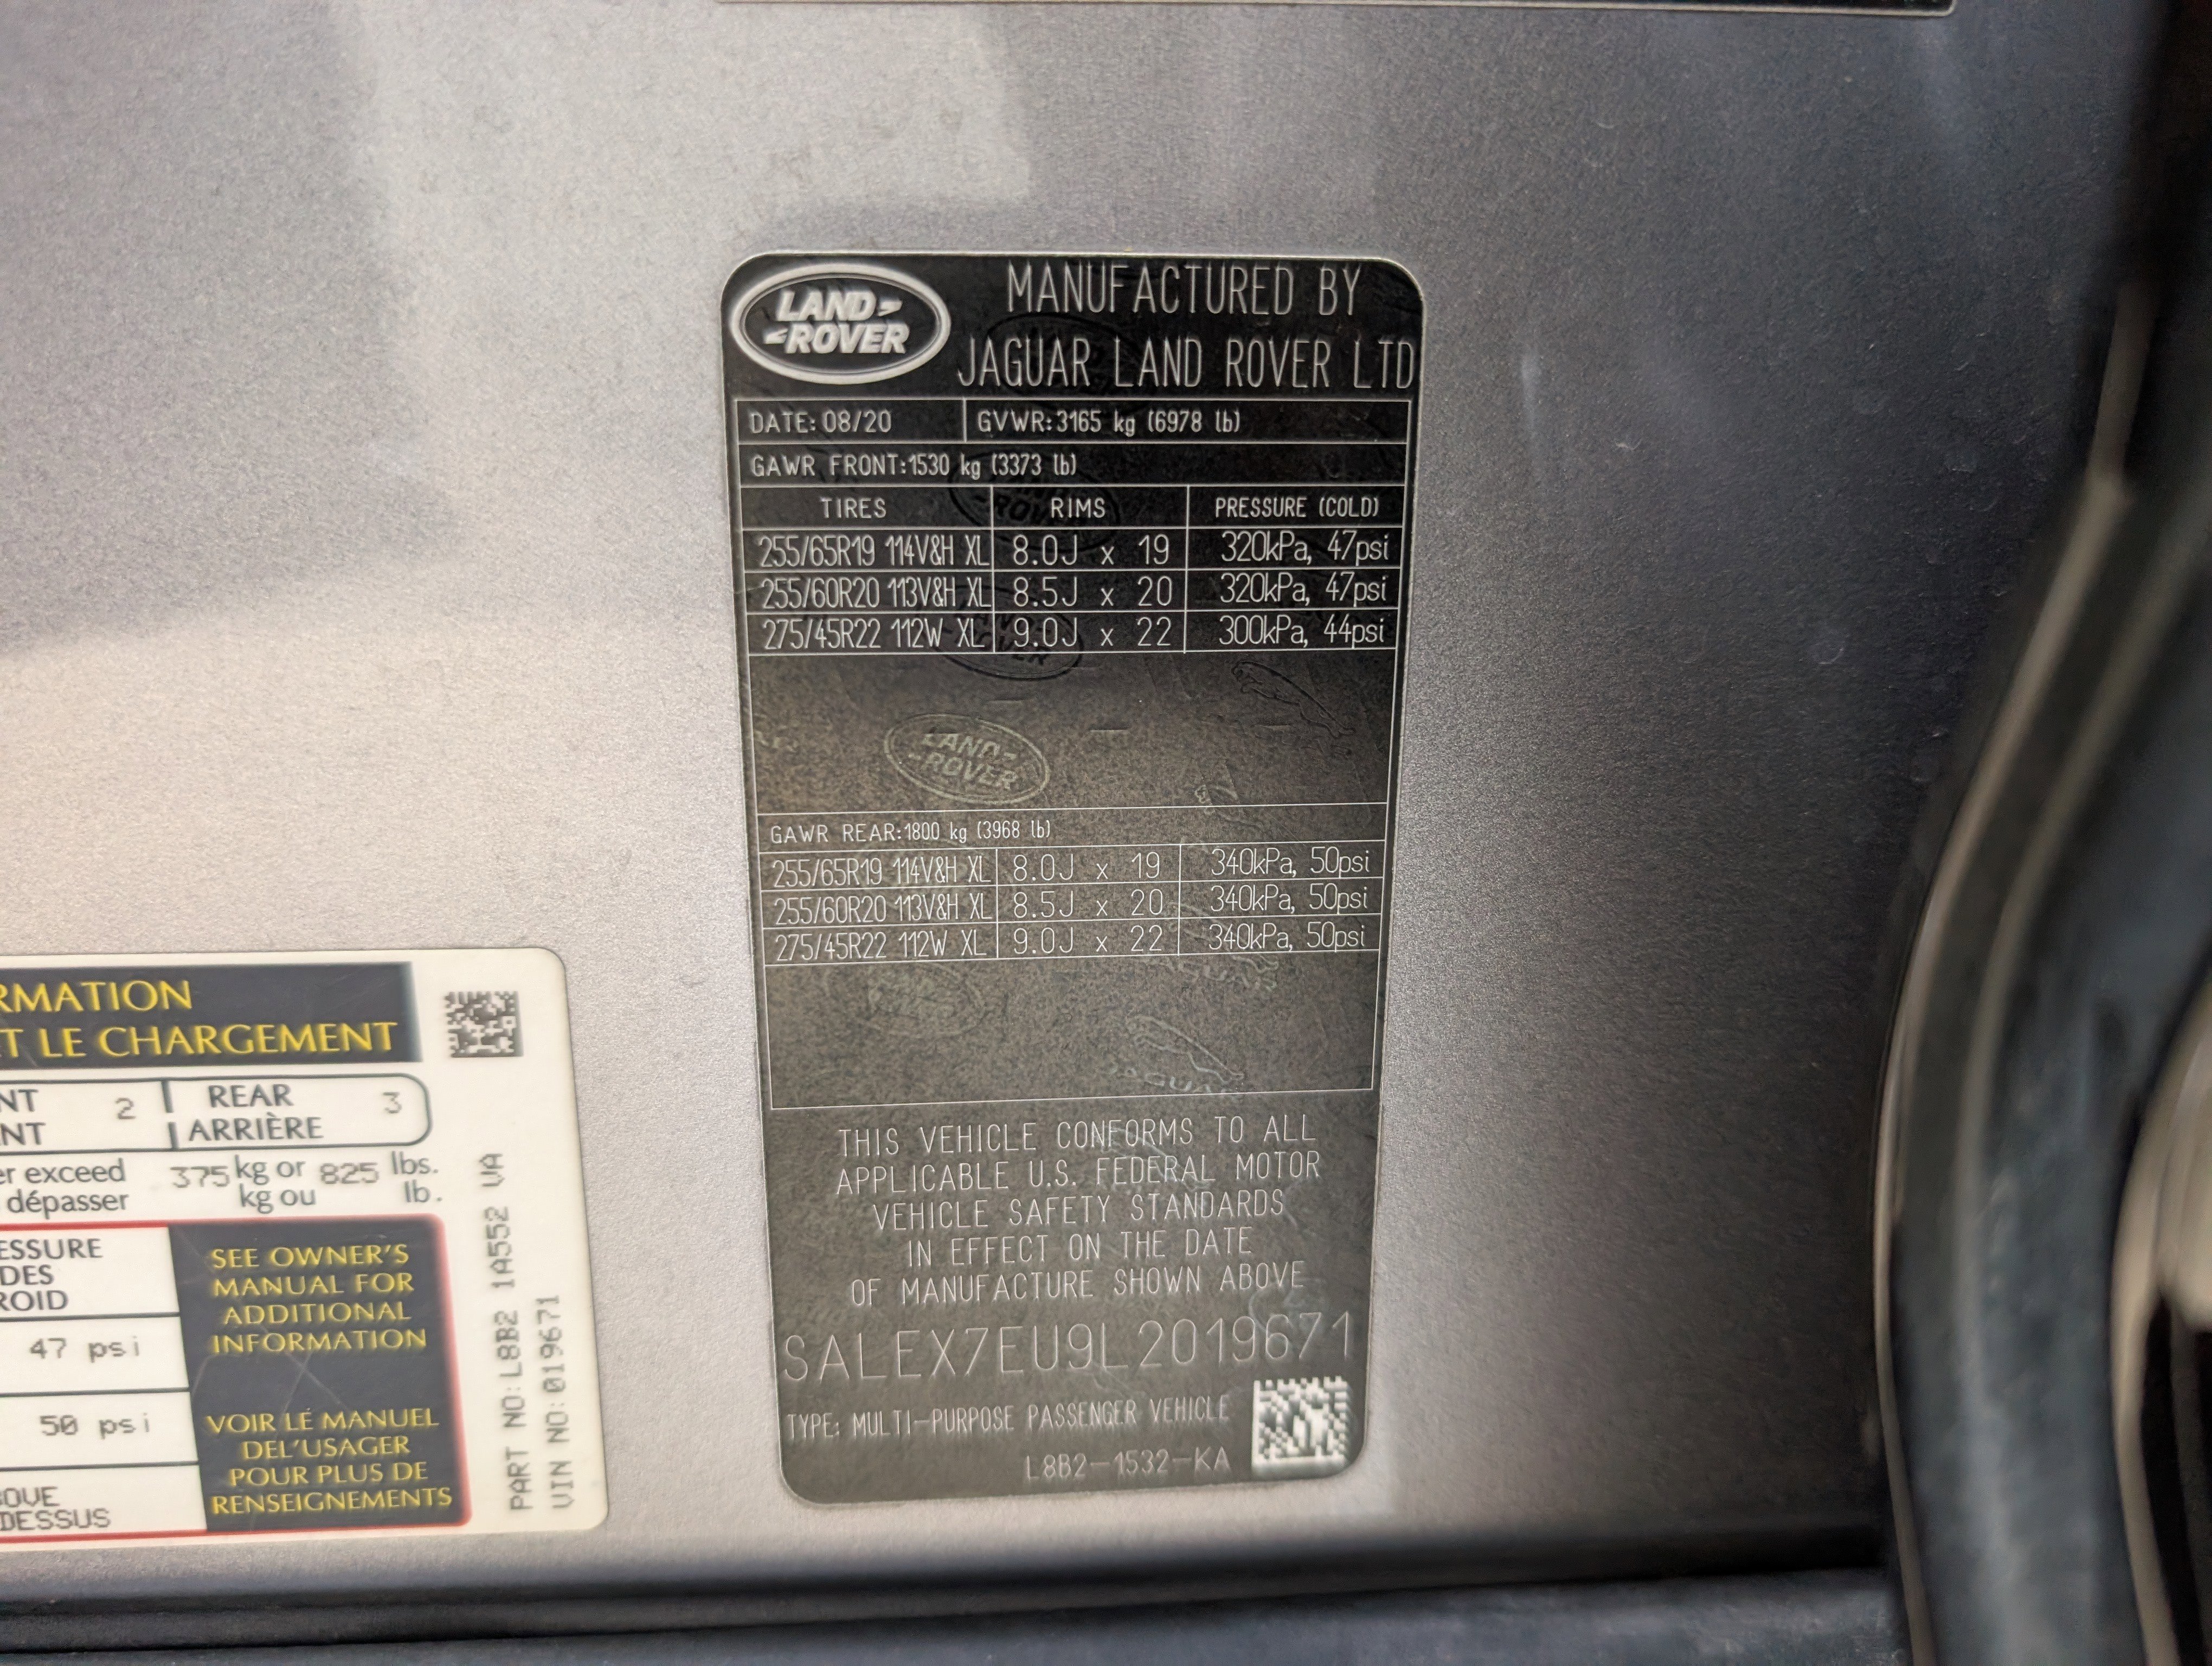 LAND
ROVER
MANUFACTURED BY
JAGUAR LAND ROVER LTD
DATE: 08/20 GVWR: 3165 kg (6978 lb)
GAWR FRONT: 1530 kg (3373 lb)
TIRES RIMS PRESSURE (COLD)
255/65R19 114V&H XL 8.0J x 19 320kPa, 47psi
255/60R20 113V&H XL 8.5J x 20 320kPa, 47psi
275/45R22 112W XL 9.0J x 22 300kPa, 44psi
LAND
ROVER
GAWR REAR: 1800 kg (3968 lb)
255/65R19 114V&H XL 8.0J x 19 340kPa, 50psi
255/60R20 113V&H XL 8.5J x 20 340kPa, 50psi
275/45R22 112W XL 9.0J x 22 340kPa, 50psi
JAGUAR
JAGUAR
THIS VEHICLE CONFORMS TO ALL
APPLICABLE U.S. FEDERAL MOTOR
VEHICLE SAFETY STANDARDS
IN EFFECT ON THE DATE
OF MANUFACTURE SHOWN ABOVE
SALEX7EU9L2019671
TYPE: MULTI-PURPOSE PASSENGER VEHICLE
L8B2-1532-KA
RMATION
T LE CHARGEMENT
NT 2 REAR 3
NT ARRIÈRE
er exceed 375 kg or 825 lbs.
dépasser kg ou lb.
ESSURE
DES
ROID
47 psi
50 psi
OVE
DESSUS
SEE OWNER'S
MANUAL FOR
ADDITIONAL
INFORMATION
VOIR LE MANUEL
DEL'USAGER
POUR PLUS DE
RENSEIGNEMENTS
PART NO: L8B2 1A552 VA
VIN NO: 019671